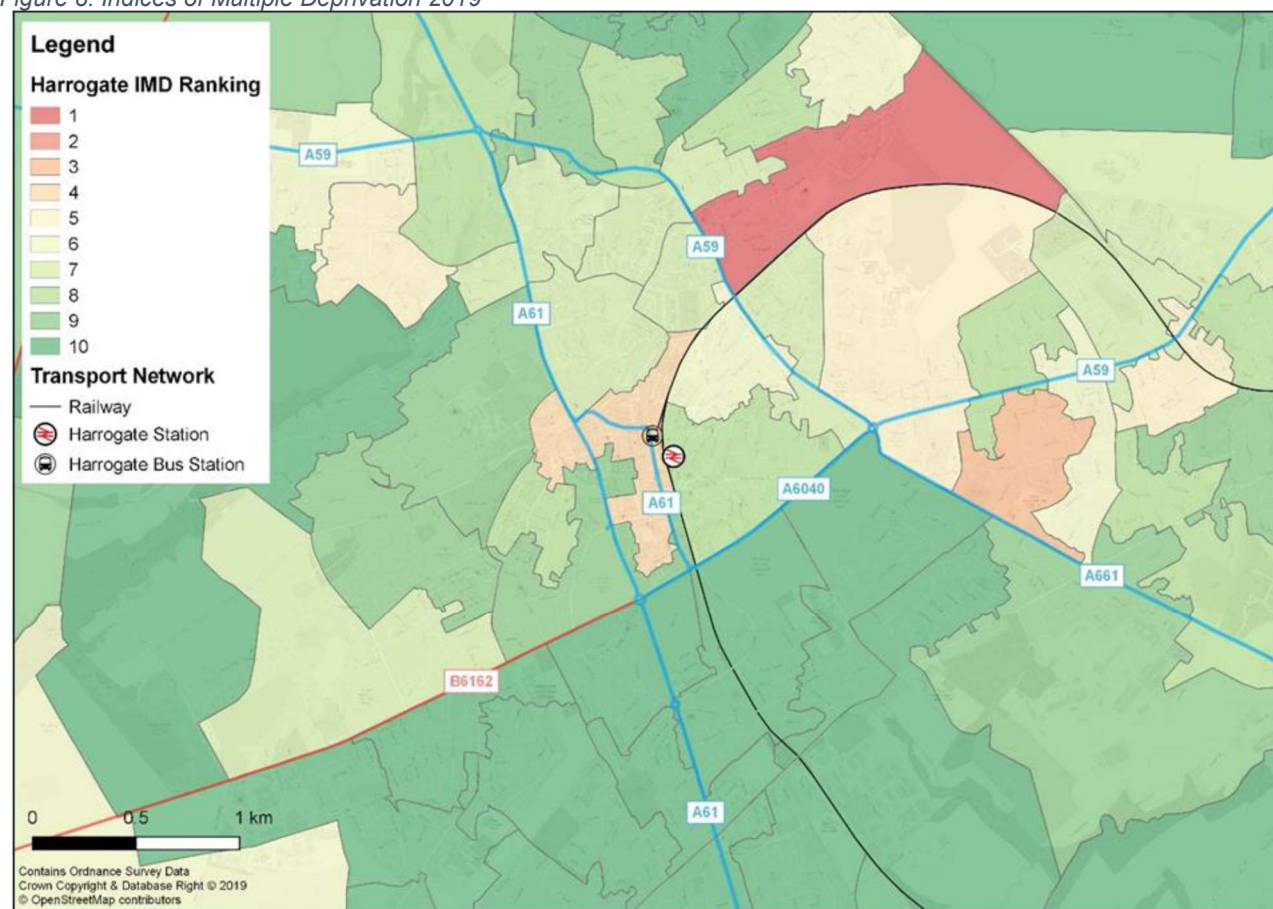 Figure 6: Indices of Multiple Deprivation 2019
Legend
Harrogate IMD Ranking
1
2
3
4
5
6
7
8
9
10
Transport Network
Railway
Harrogate Station
Harrogate Bus Station
A59
A59
A61
A59
A61
A6040
A661
B6162
A61
0 0.5 1 km
Contains Ordnance Survey Data
Crown Copyright & Database Right © 2019
© OpenStreetMap contributors